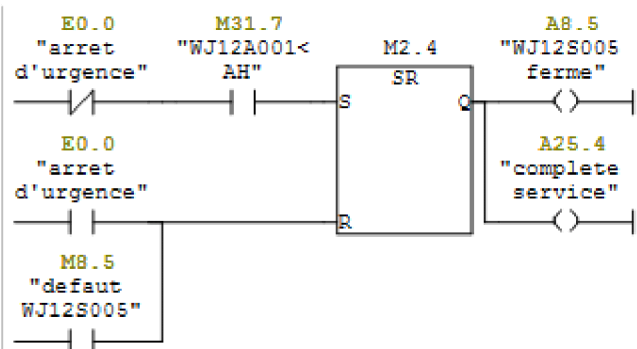 E0.0 M31.7 A8.5
"arret "WJ12A001< M2.4 "WJ12S005
d'urgence" AH" SR ferme"
S Q
E0.0 A25.4
"arret "complete
d'urgence" service"
R
M8.5
"defaut
WJ12S005"